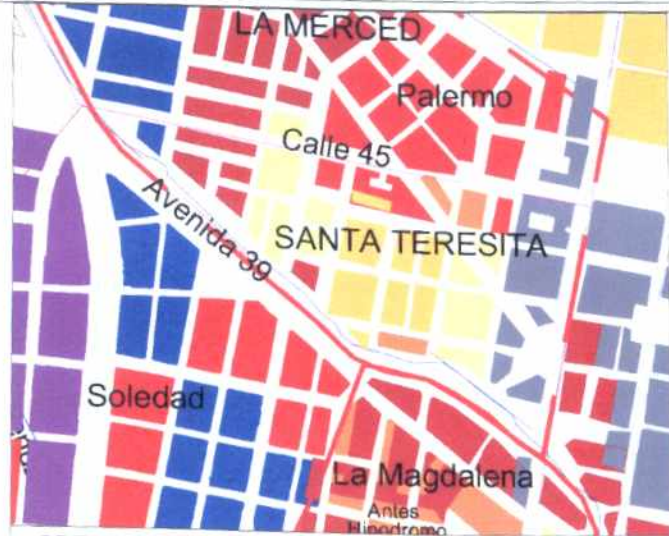 LA MERCED
Palermo
Calle 45
Avenida 39
SANTA TERESITA
Soledad
La Magdalena
Antes
Hipodromo